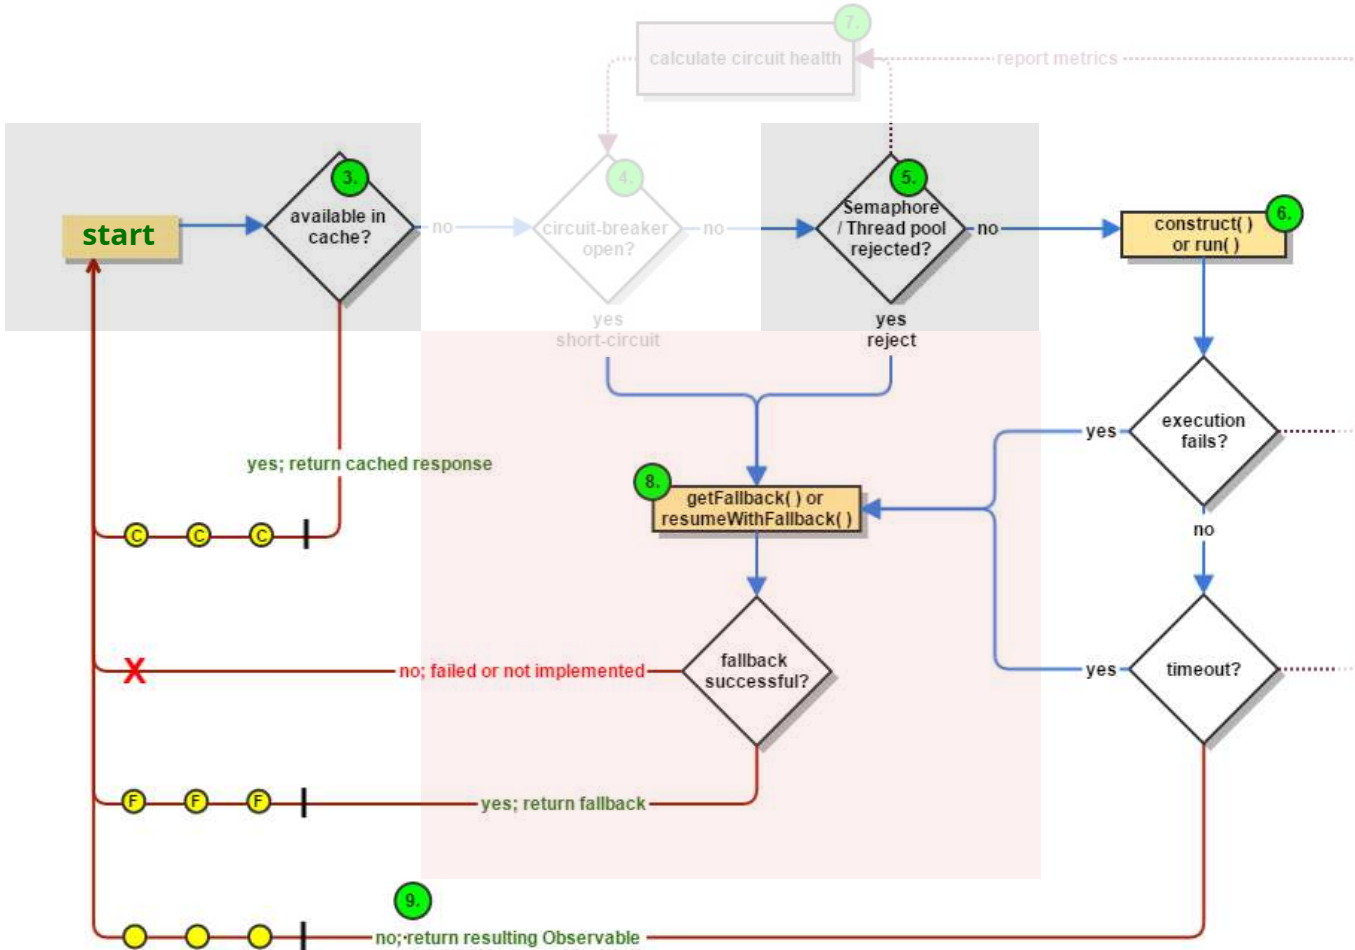 7.
calculate circuit health
report metrics
3.
4.
5.
6.
start
available in
cache?
no
circuit-breaker
open?
no
Semaphore
/ Thread pool
rejected?
no
construct( )
or run( )
yes
short-circuit
yes
reject
execution
fails?
yes
yes; return cached response
8.
getFallback( ) or
resumeWithFallback( )
C
C
C
no
X
no; failed or not implemented
fallback
successful?
yes
timeout?
F
F
F
yes; return fallback
9.
no; return resulting Observable